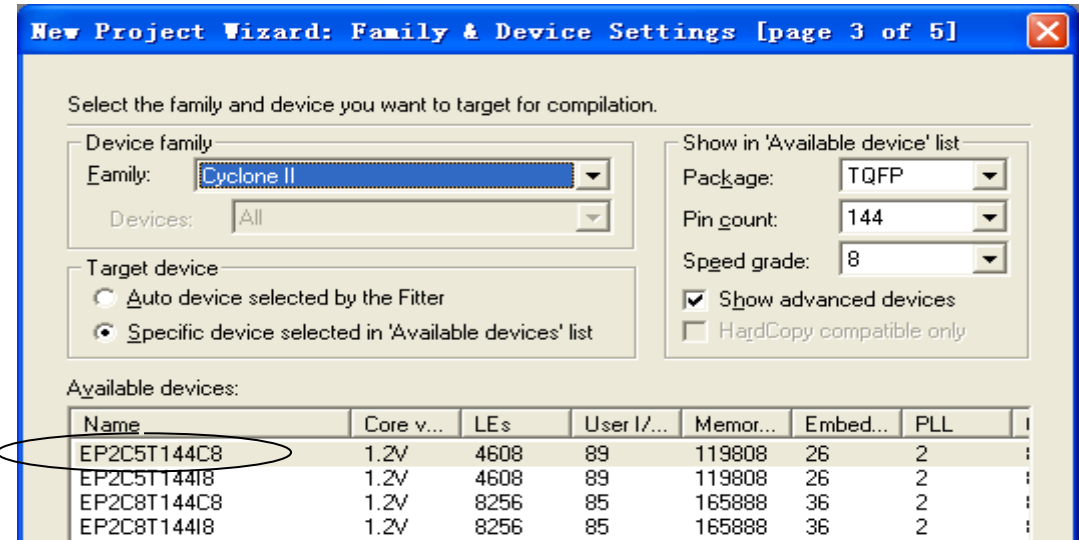 New Project Wizard: Family & Device Settings [page 3 of 5]
Select the family and device you want to target for compilation.
Device family
Family: Cyclone II
Devices: All
Show in 'Available device' list
Package: TQFP
Pin count: 144
Speed grade: 8
Show advanced devices
HardCopy compatible only
Target device
Auto device selected by the Fitter
Specific device selected in 'Available devices' list
Available devices:
Name Core v... LEs User I/... Memor... Embed... PLL
EP2C5T144C8 1.2V 4608 89 119808 26 2
EP2C5T144I8 1.2V 4608 89 119808 26 2
EP2C8T144C8 1.2V 8256 85 165888 36 2
EP2C8T144I8 1.2V 8256 85 165888 36 2